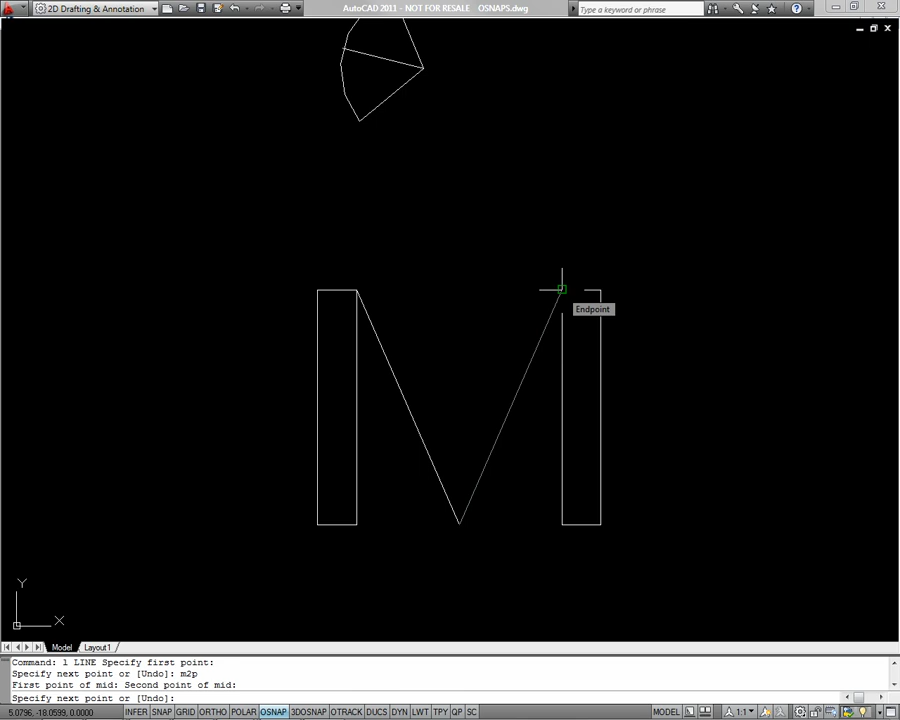 2D Drafting & Annotation
AutoCAD 2011 - NOT FOR RESALE OSNAPS.dwg
Type a keyword or phrase
Endpoint
Y
X
Model Layout1
Command: l LINE Specify first point:
Specify next point or [Undo]: m2p
First point of mid: Second point of mid:
Specify next point or [Undo]:
5.0796, -18.0599, 0.0000 INFER SNAP GRID ORTHO POLAR OSNAP 3DOSNAP OTRACK DUCS DYN LWT TPY QP SC MODEL 1:1